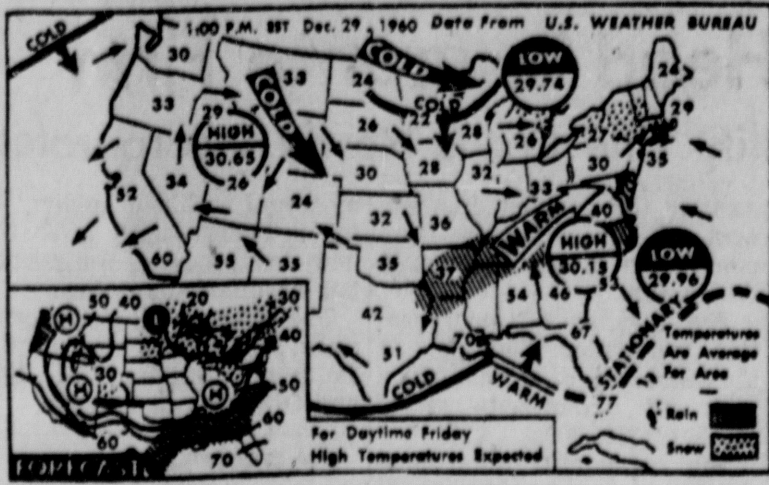 1:00 P.M. EST Dec. 29, 1960 Data From U.S. WEATHER BUREAU
COLD
30
33
COLD
24
COLD
LOW
29.74
24
33
29
COLD
26
22
COLD
28
26
27
29
HIGH
30.65
26
34
30
28
32
33
30
35
52
24
32
36
WARM
40
60
55
35
35
37
HIGH
30.15
LOW
29.96
42
54
46
55
51
70
67
STATIONARY
COLD
WARM
77
Temperatures
Are Average
For Area
Rain
Snow
50 40
20
30
H
40
30
H
H
50
60
60
70
FORECAST
For Daytime Friday
High Temperatures Expected